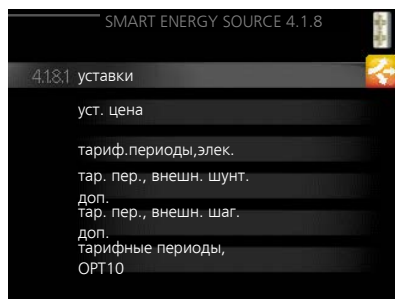 SMART ENERGY SOURCE 4.1.8
4.1.8.1 уставки
уст. цена
тариф.периоды,элек.
тар. пер., внешн. шунт.
доп.
тар. пер., внешн. шаг.
доп.
тарифные периоды,
OPT10